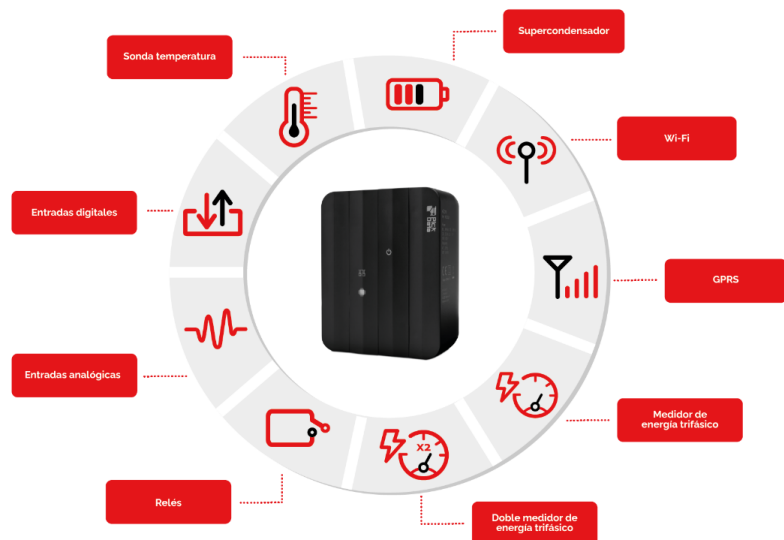 Supercondensador
Sonda temperatura
Wi-Fi
Entradas digitales
GPRS
Entradas analógicas
Medidor de
energía trifásico
X2
Relés
Doble medidor de
energía trifásico